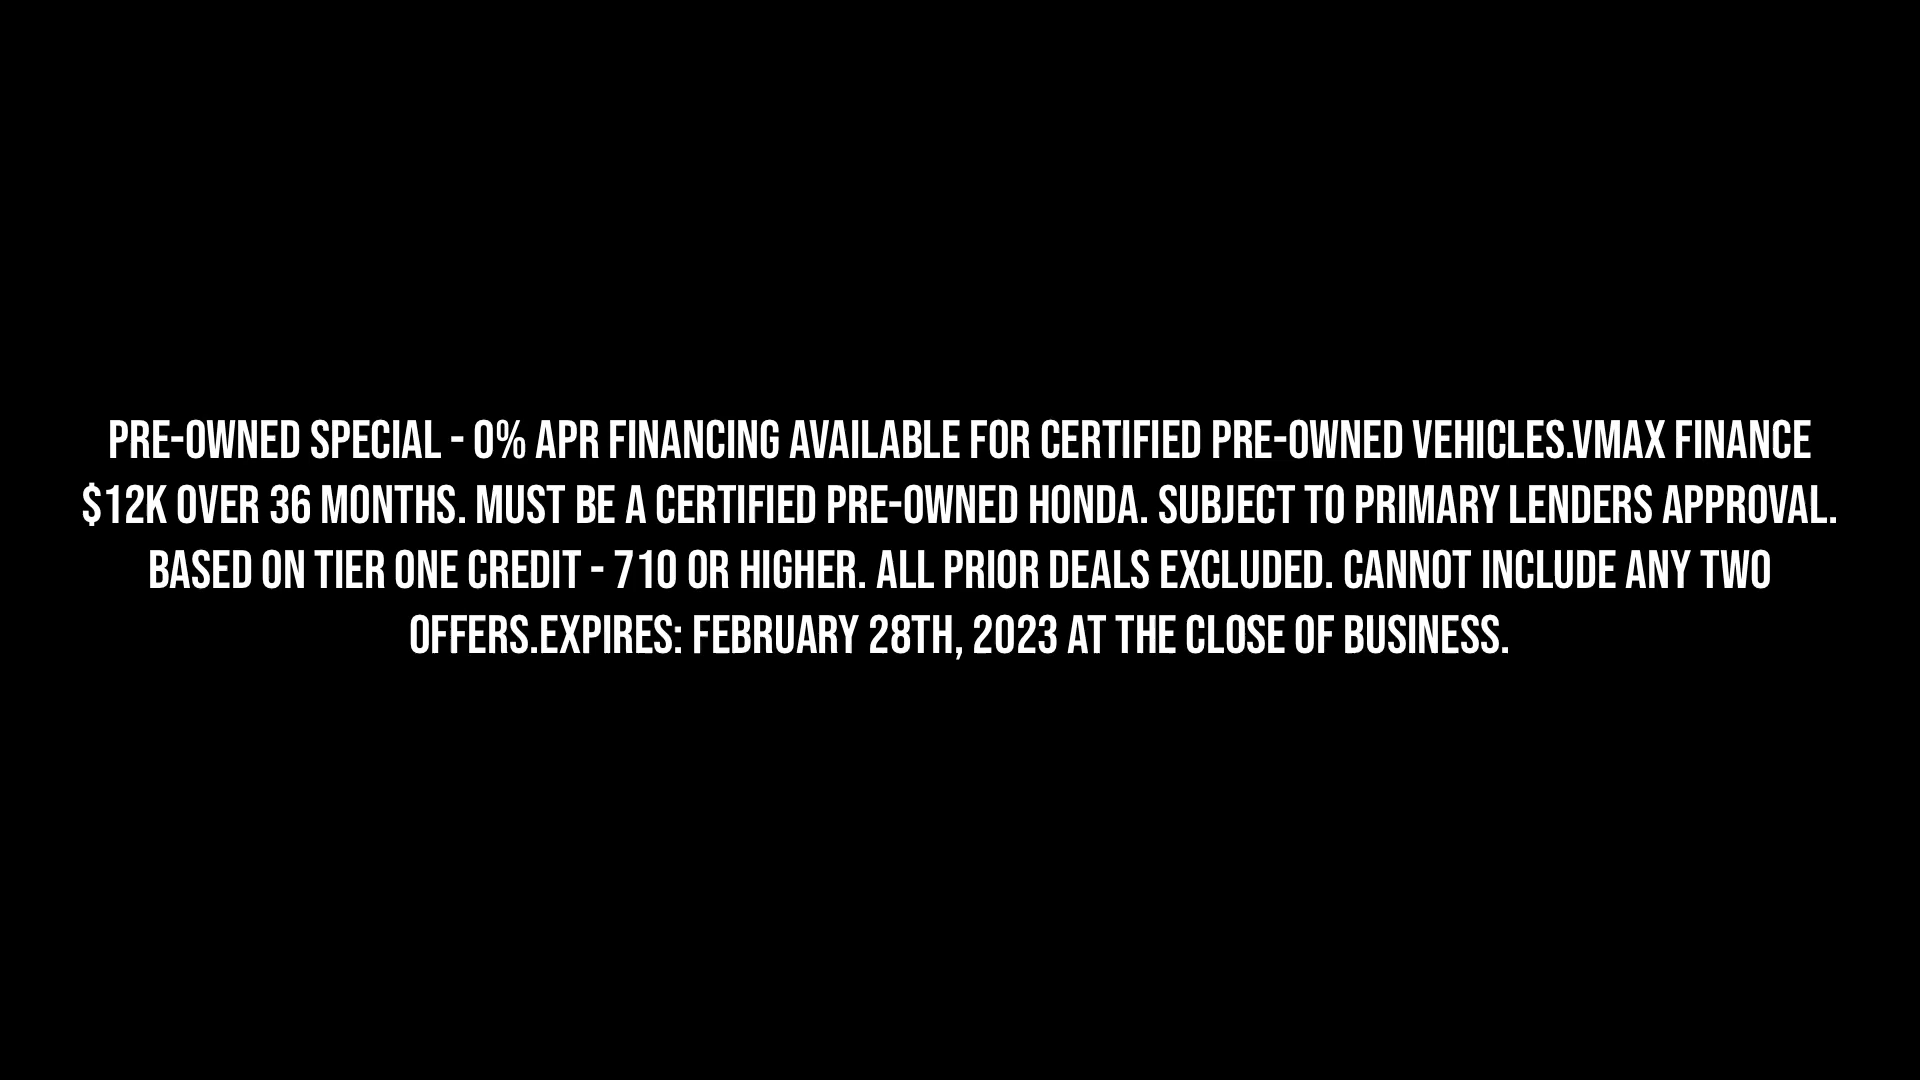 PRE-OWNED SPECIAL - 0% APR FINANCING AVAILABLE FOR CERTIFIED PRE-OWNED VEHICLES.VMAX FINANCE
$12K OVER 36 MONTHS. MUST BE A CERTIFIED PRE-OWNED HONDA. SUBJECT TO PRIMARY LENDERS APPROVAL.
BASED ON TIER ONE CREDIT - 710 OR HIGHER. ALL PRIOR DEALS EXCLUDED. CANNOT INCLUDE ANY TWO
OFFERS.EXPIRES: FEBRUARY 28TH, 2023 AT THE CLOSE OF BUSINESS.